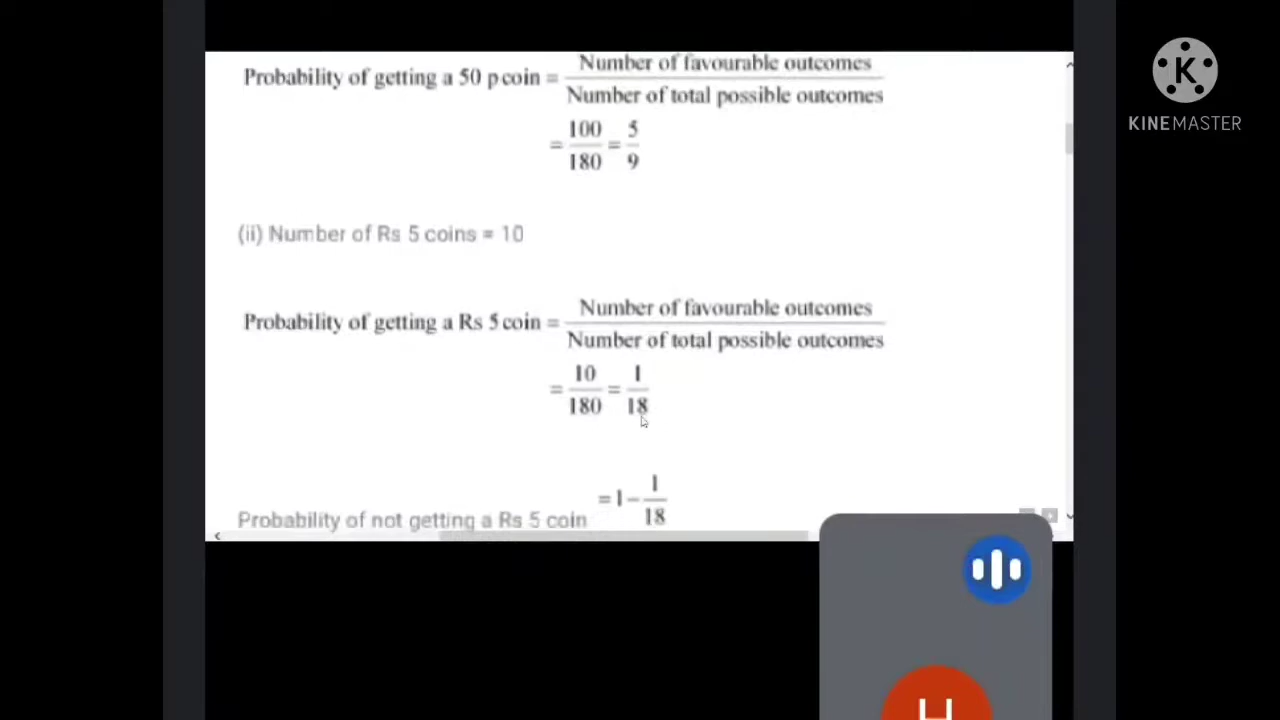 Number of favourable outcomes
Probability of getting a 50 p coin =
Number of total possible outcomes
= 100/180 = 5/9
(ii) Number of Rs 5 coins = 10
Number of favourable outcomes
Probability of getting a Rs 5 coin =
Number of total possible outcomes
= 10/180 = 1/18
Probability of not getting a Rs 5 coin = 1 - 1/18
K
KINEMASTER
H